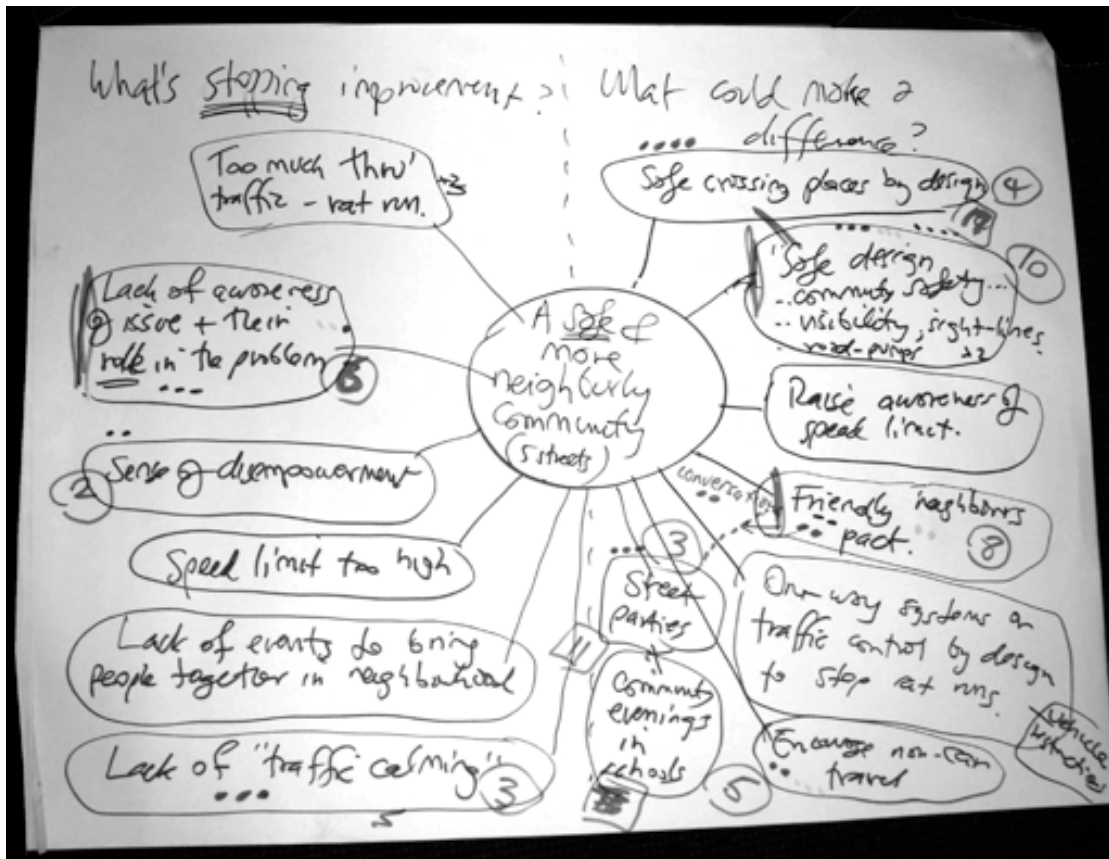 What's stopping improvement?
What could make a
difference?
Too much thro'
traffic - rat run.
Lack of awareness
of issue + their
role in the problem
Sense of disempowerment
2
Speed limit too high
Lack of events to bring
people together in neighbourhood
Lack of "traffic calming"
3
A safe &
more
neighbourly
community
(5 streets)
Safe crossing places by design
4
17
Safe design
.. community safety ...
.. visibility, sight-lines
10
Raise awareness of
speed limit.
conversations
Friendly neighbours
pact.
8
3
Street
parties
11
Community
evenings
in
schools
5
One way systems or
traffic control by design
to stop rat runs.
Vehicle
Encourage non-car
travel